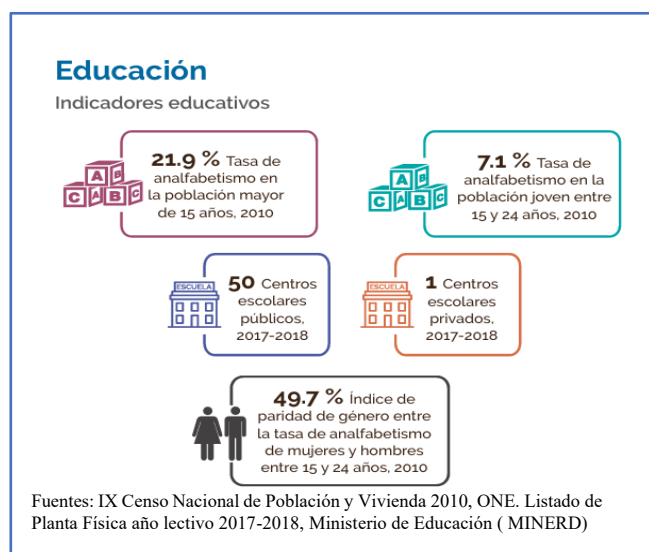 Educación
Indicadores educativos
21.9 % Tasa de
analfabetismo en
la población mayor
de 15 años, 2010
7.1 % Tasa de
analfabetismo en la
población joven entre
15 y 24 años, 2010
A B
C A B C
A B
C A B C
50 Centros
escolares
públicos,
2017-2018
ESCUELA
1 Centros
escolares
privados,
2017-2018
ESCUELA
49.7 % Índice de
paridad de género entre
la tasa de analfabetismo
de mujeres y hombres
entre 15 y 24 años, 2010
Fuentes: IX Censo Nacional de Población y Vivienda 2010, ONE. Listado de
Planta Física año lectivo 2017-2018, Ministerio de Educación ( MINERD)